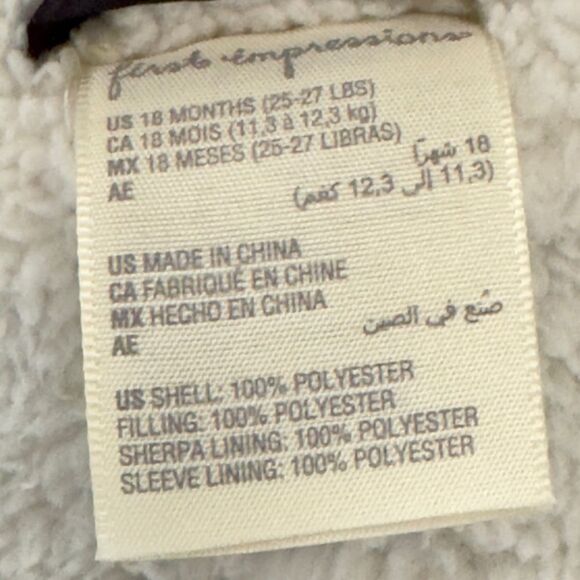 first impressions
US 18 MONTHS (25-27 LBS)
CA 18 MOIS (11,3 à 12,3 kg)
MX 18 MESES (25-27 LIBRAS)
AE 18 شهرًا
(11,3 إلى 12,3 كغم)
US MADE IN CHINA
CA FABRIQUÉ EN CHINE
MX HECHO EN CHINA
AE صُنع في الصين
US SHELL: 100% POLYESTER
FILLING: 100% POLYESTER
SHERPA LINING: 100% POLYESTER
SLEEVE LINING: 100% POLYESTER